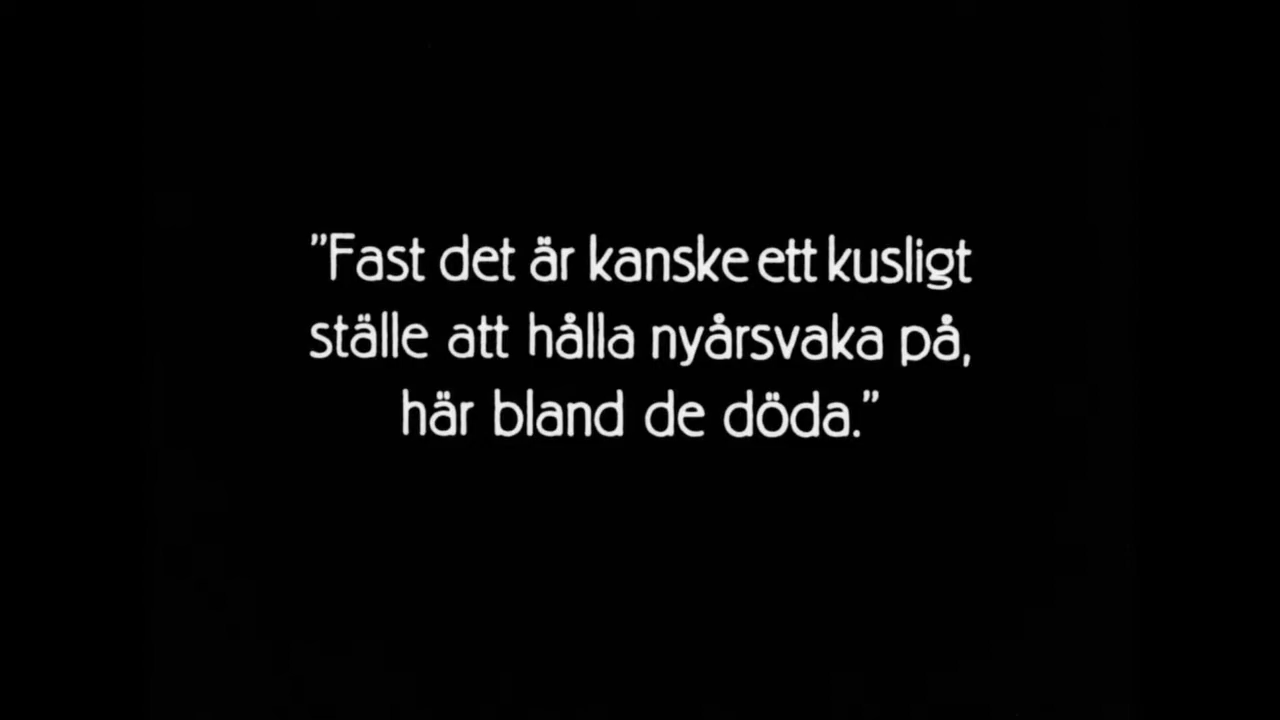 ”Fast det är kanske ett kusligt
ställe att hålla nyårsvaka på,
här bland de döda.”